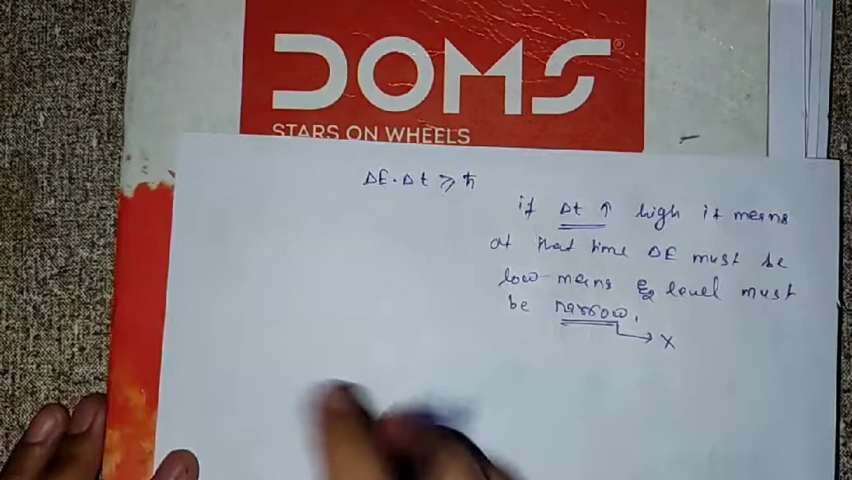 DOMS
STARS ON WHEELS
ΔE·Δt ≥ ħ
if Δt ↑ high it means
at that time ΔE must be
low means E2 level must
be narrow.
→ x